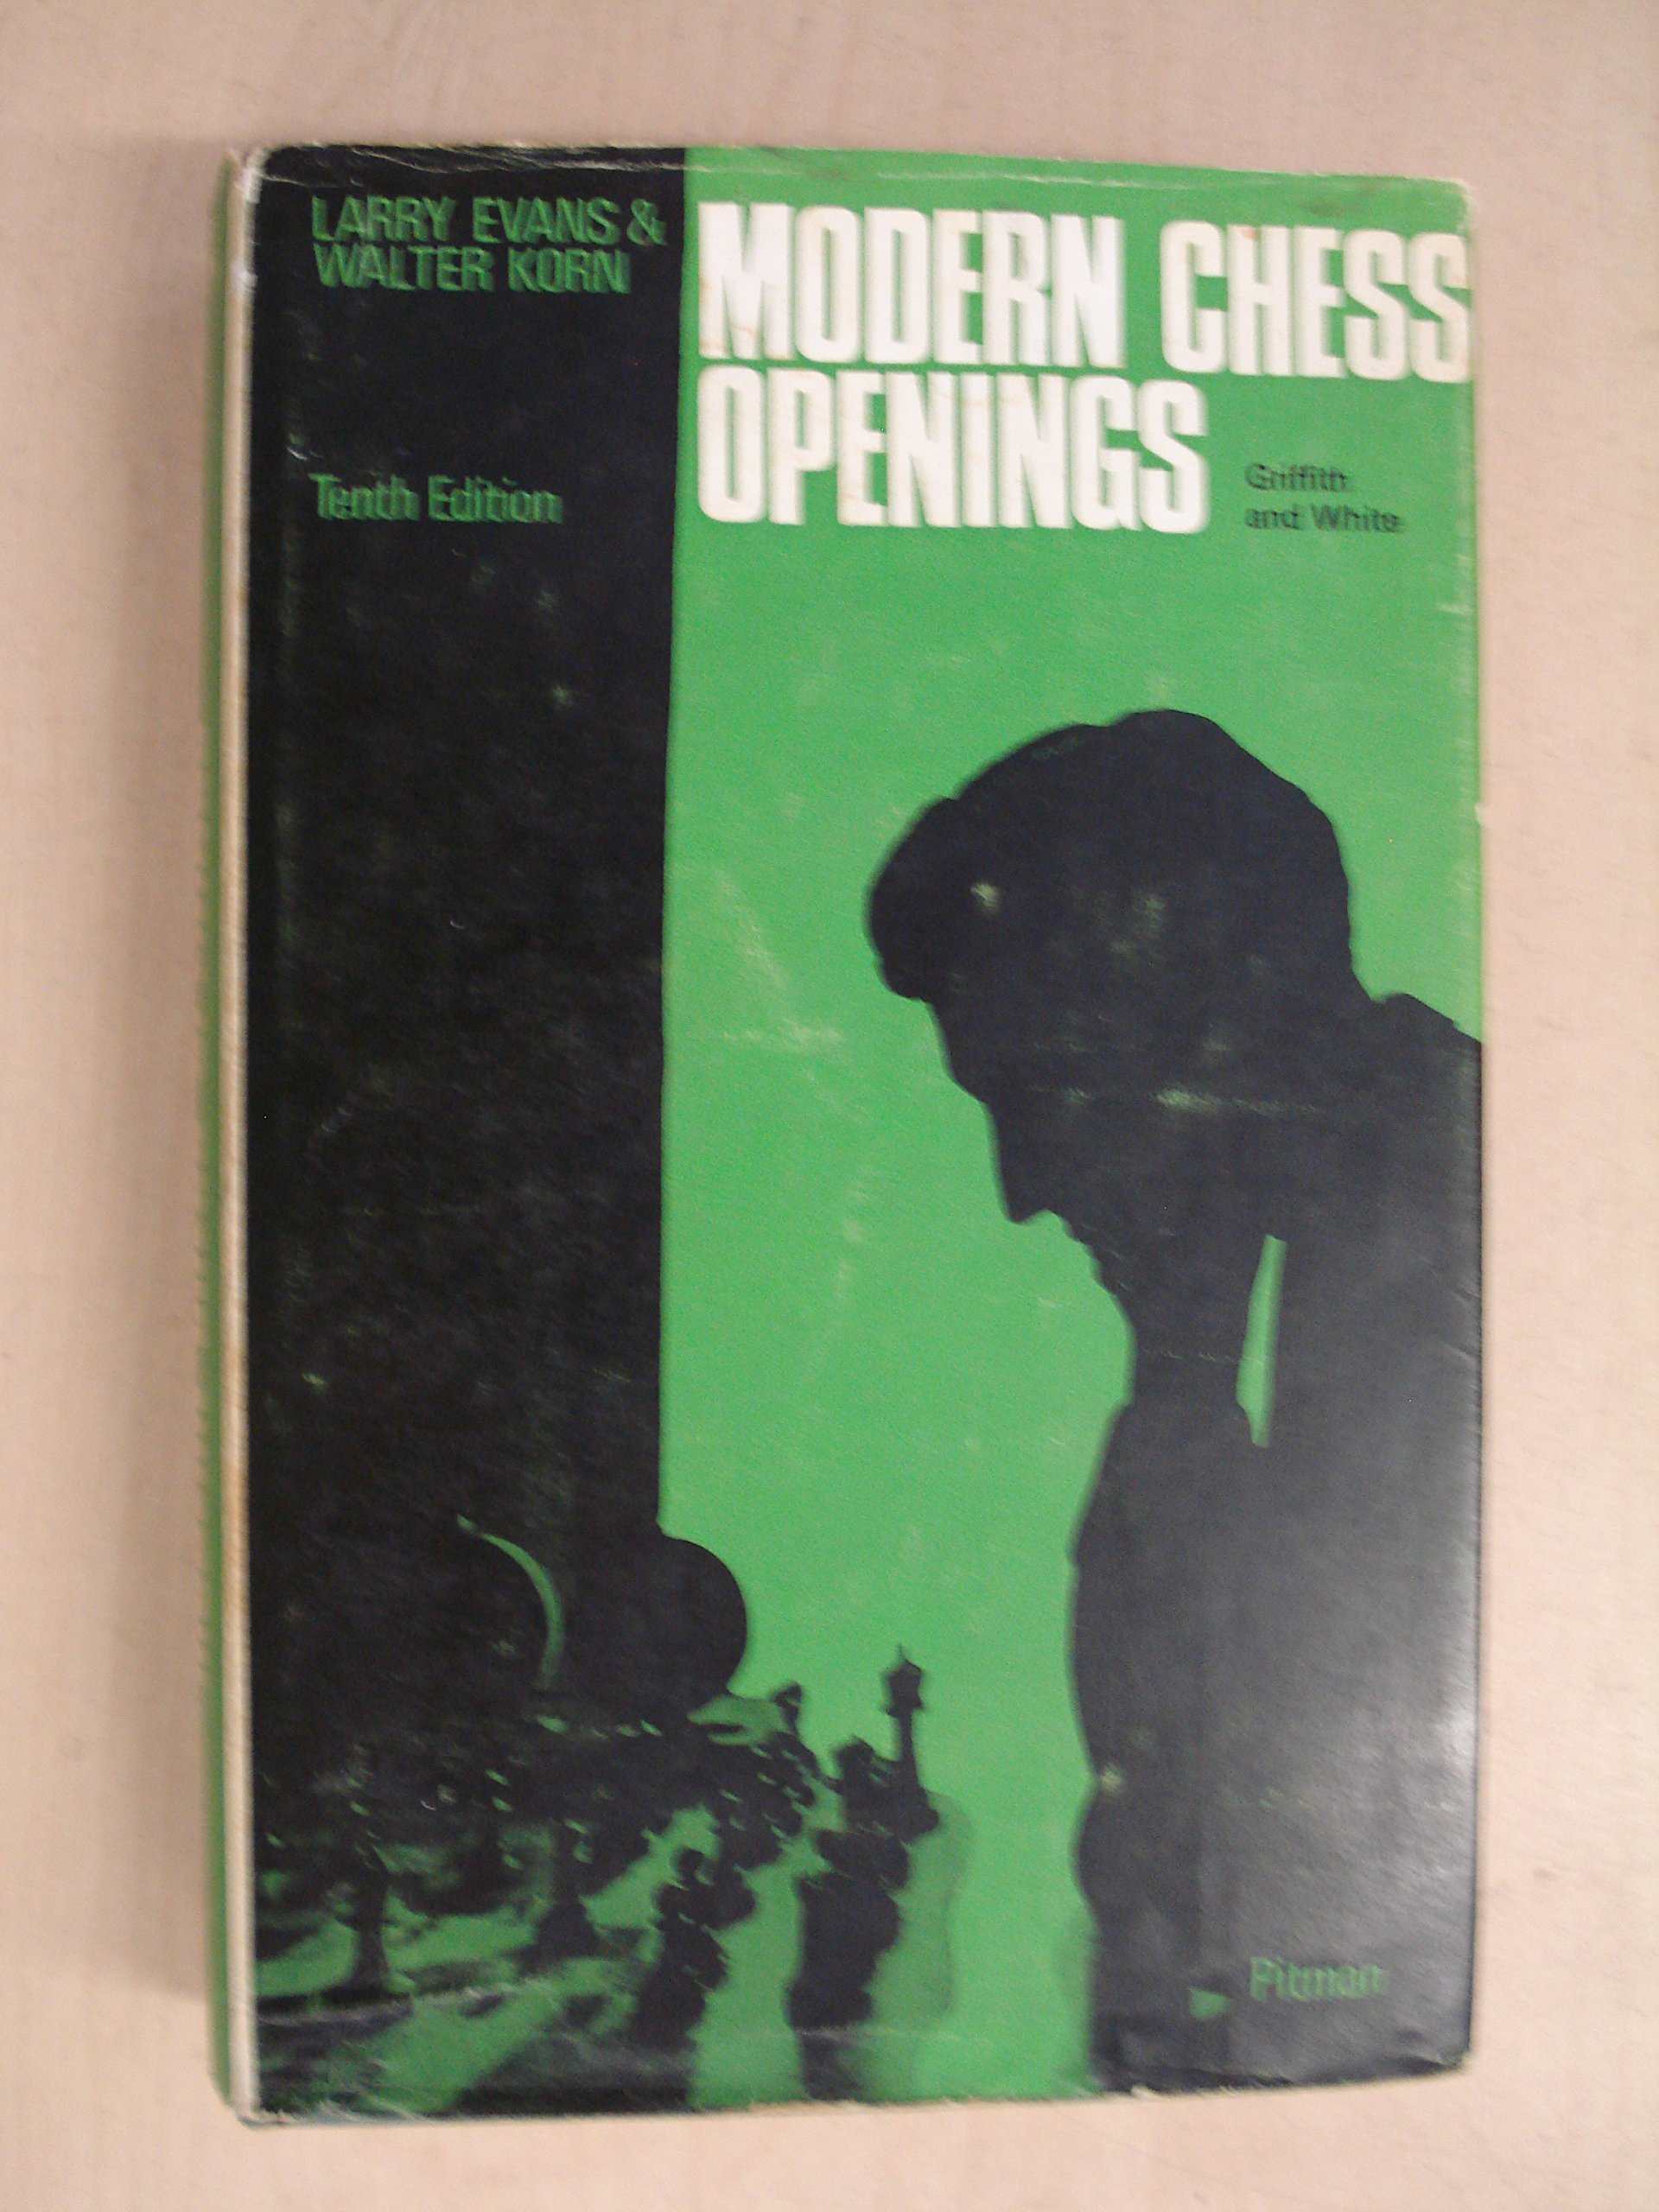 LARRY EVANS &
WALTER KORN
Tenth Edition
MODERN CHESS
OPENINGS
Griffith
and White
Pitman